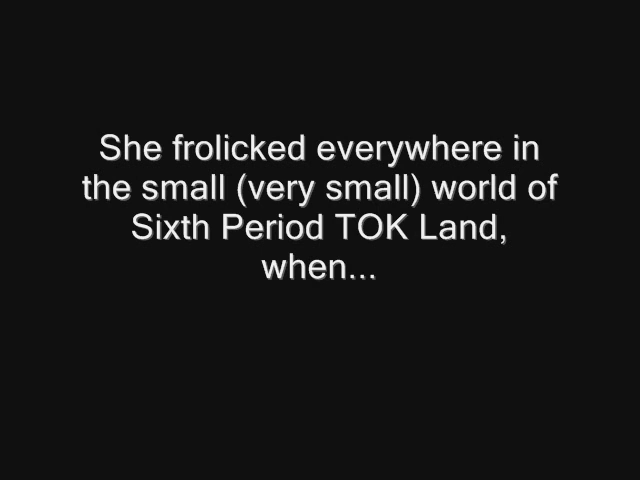 She frolicked everywhere in
the small (very small) world of
Sixth Period TOK Land,
when...